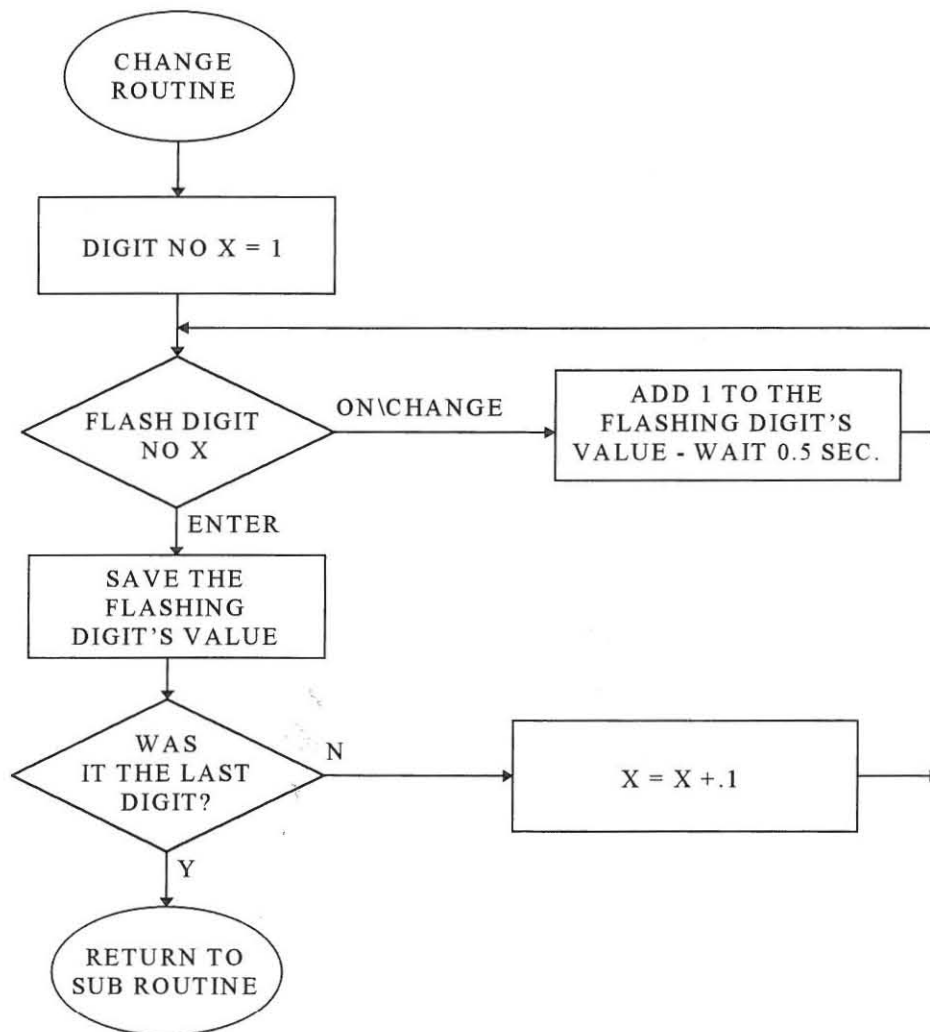 CHANGE
ROUTINE
DIGIT NO X = 1
FLASH DIGIT
NO X
ON\CHANGE
ADD 1 TO THE
FLASHING DIGIT'S
VALUE - WAIT 0.5 SEC.
ENTER
SAVE THE
FLASHING
DIGIT'S VALUE
WAS
IT THE LAST
DIGIT?
N
X = X +.1
Y
RETURN TO
SUB ROUTINE